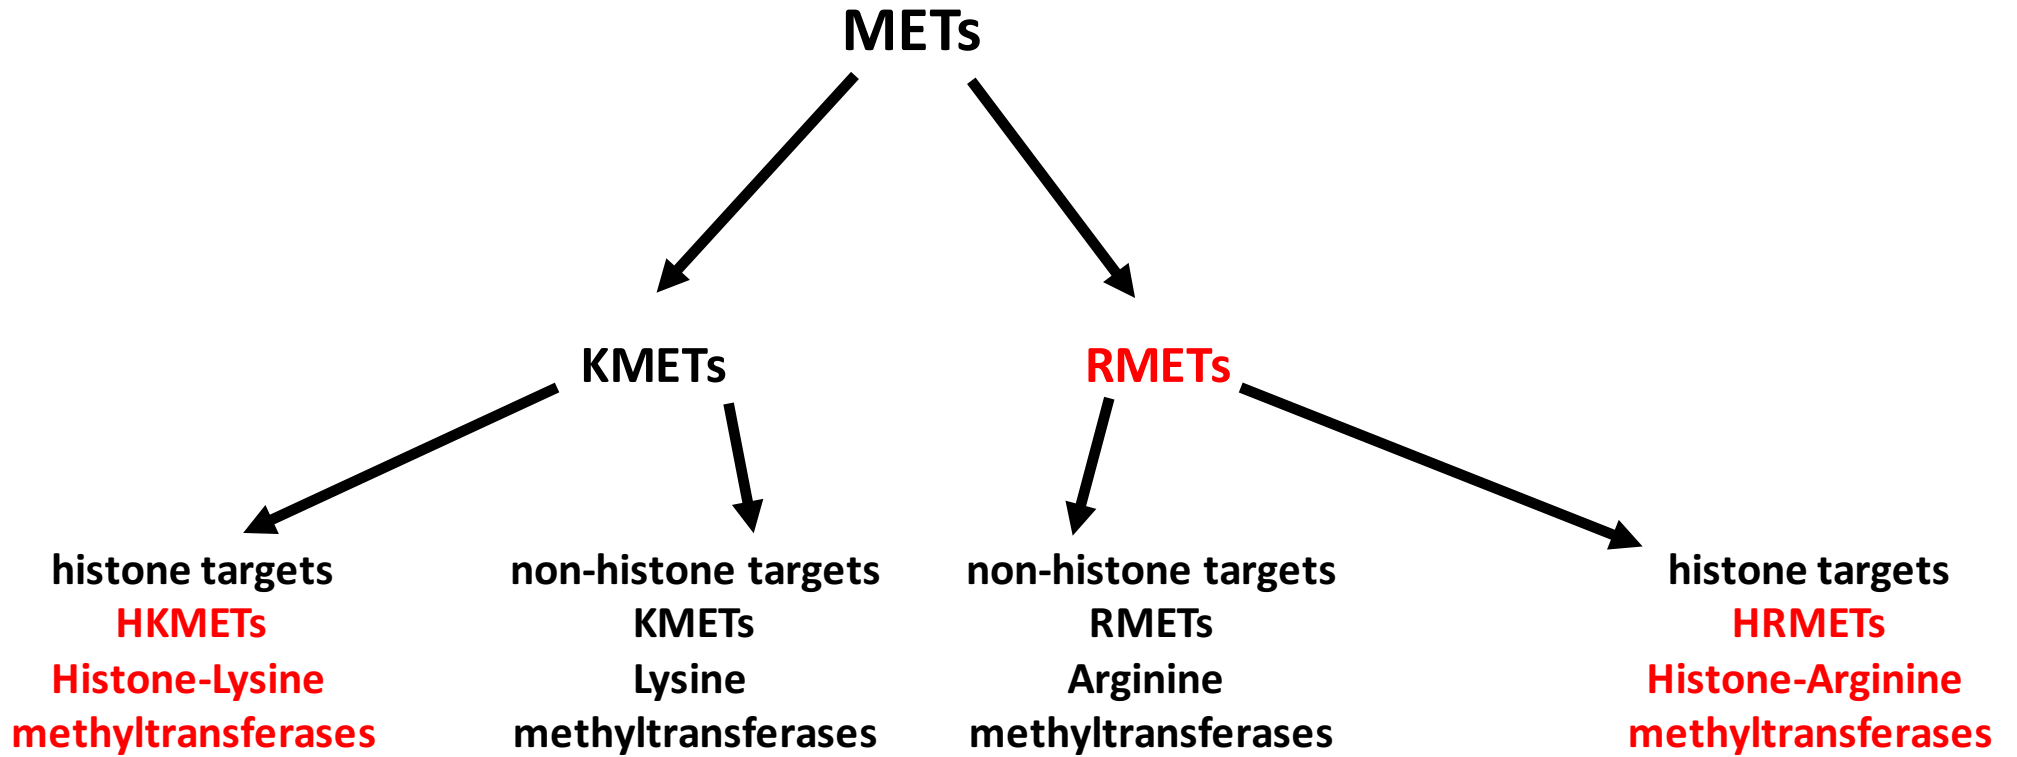 METs
KMETs
RMETs
histone targets
HKMETs
Histone-Lysine
methyltransferases
non-histone targets
KMETs
Lysine
methyltransferases
non-histone targets
RMETs
Arginine
methyltransferases
histone targets
HRMETs
Histone-Arginine
methyltransferases